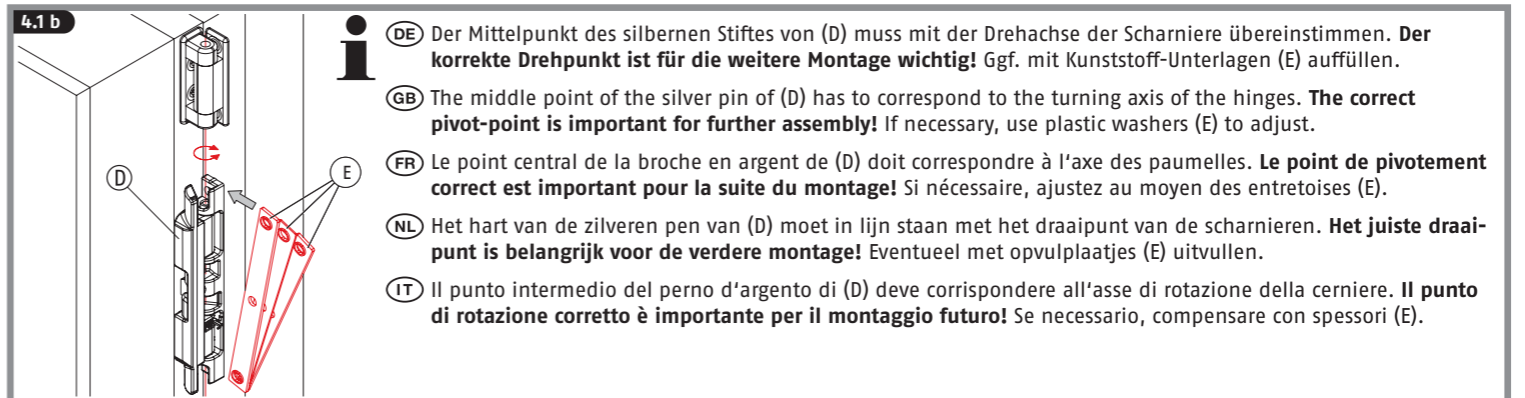 4.1 b
D
E
DE Der Mittelpunkt des silbernen Stiftes von (D) muss mit der Drehachse der Scharniere übereinstimmen. Der
korrekte Drehpunkt ist für die weitere Montage wichtig! Ggf. mit Kunststoff-Unterlagen (E) auffüllen.
GB The middle point of the silver pin of (D) has to correspond to the turning axis of the hinges. The correct
pivot-point is important for further assembly! If necessary, use plastic washers (E) to adjust.
FR Le point central de la broche en argent de (D) doit correspondre à l‘axe des paumelles. Le point de pivotement
correct est important pour la suite du montage! Si nécessaire, ajustez au moyen des entretoises (E).
NL Het hart van de zilveren pen van (D) moet in lijn staan met het draaipunt van de scharnieren. Het juiste draai-
punt is belangrijk voor de verdere montage! Eventueel met opvulplaatjes (E) uitvullen.
IT Il punto intermedio del perno d‘argento di (D) deve corrispondere all‘asse di rotazione della cerniere. Il punto
di rotazione corretto è importante per il montaggio futuro! Se necessario, compensare con spessori (E).